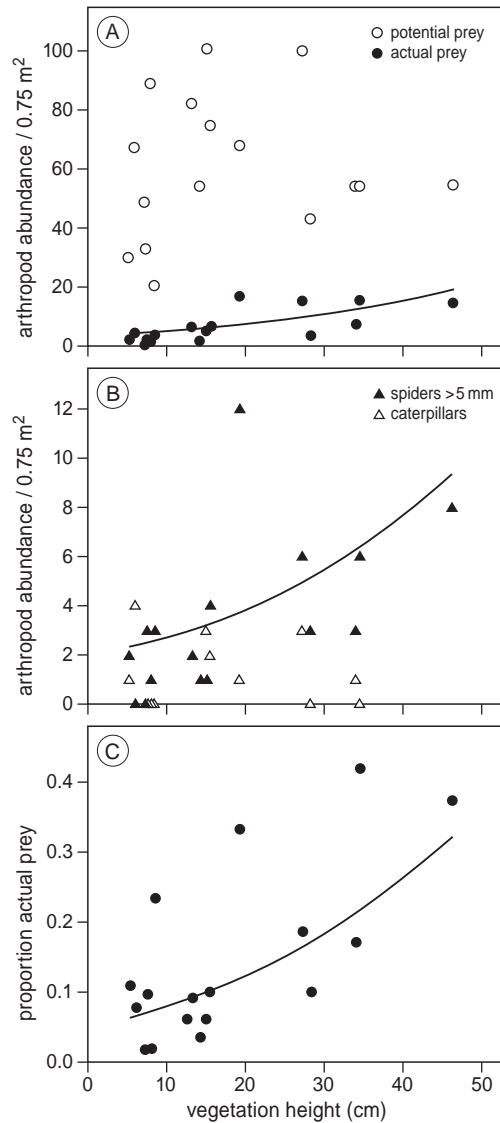 A
potential prey
actual prey
arthropod abundance / 0.75 m²
100
80
60
40
20
0
B
spiders >5 mm
caterpillars
arthropod abundance / 0.75 m²
12
10
8
6
4
2
0
C
proportion actual prey
0.4
0.3
0.2
0.1
0.0
0 10 20 30 40 50
vegetation height (cm)